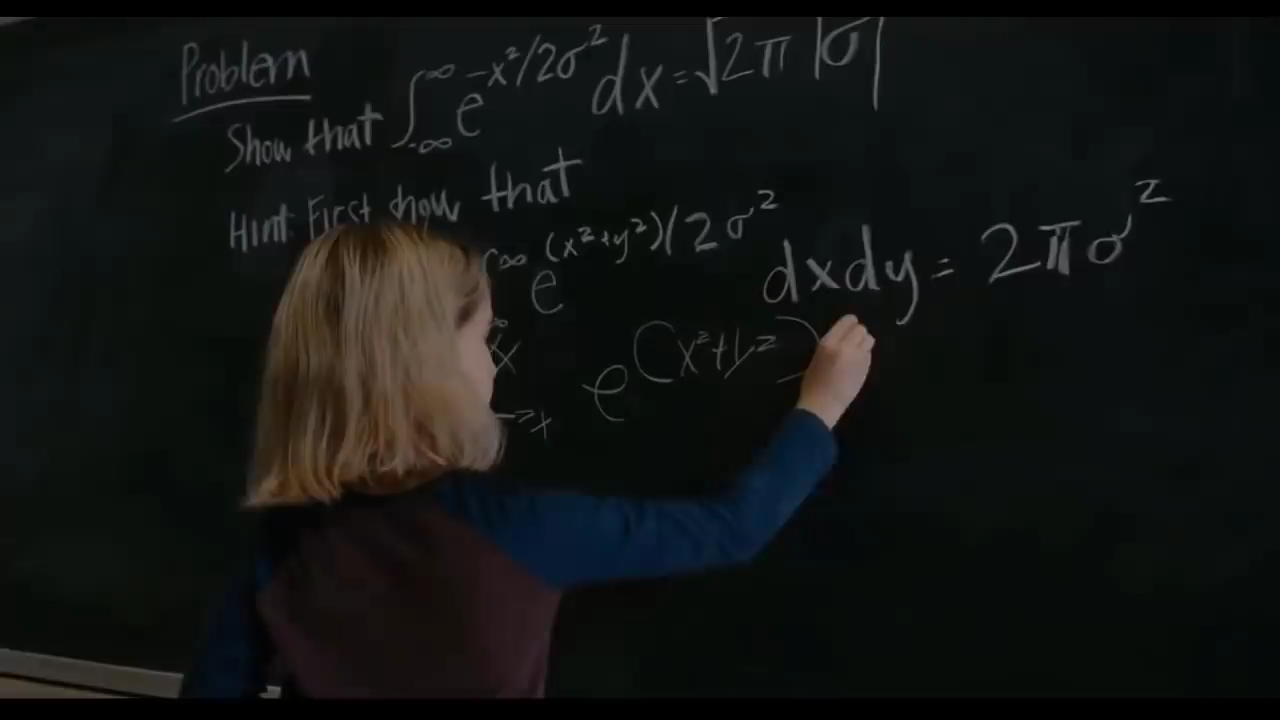 Problem
Show that ∫_{-∞}^{∞} e^{-x²/2σ²} dx = √2π |σ|
Hint: First show that
∫^∞ e^{(x²+y²)/2σ²} dxdy = 2πσ²
e^{(x²+y²)}